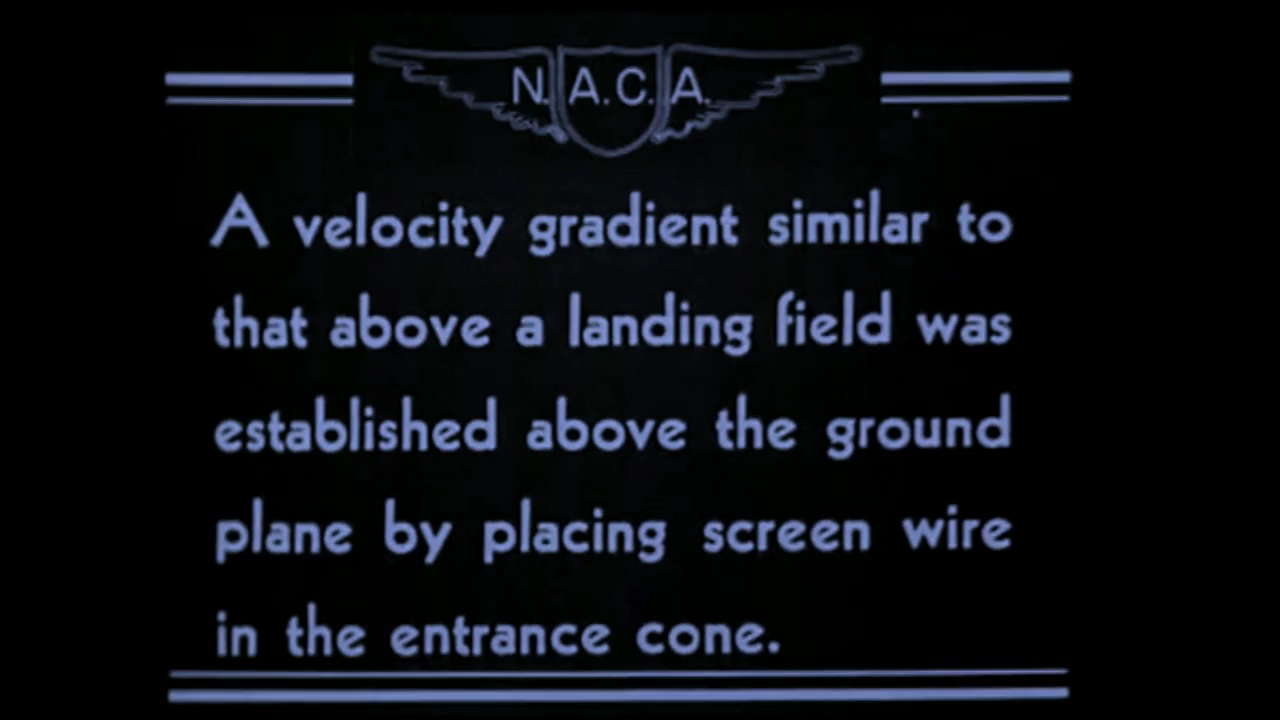 N.A.C.A.
A velocity gradient similar to
that above a landing field was
established above the ground
plane by placing screen wire
in the entrance cone.